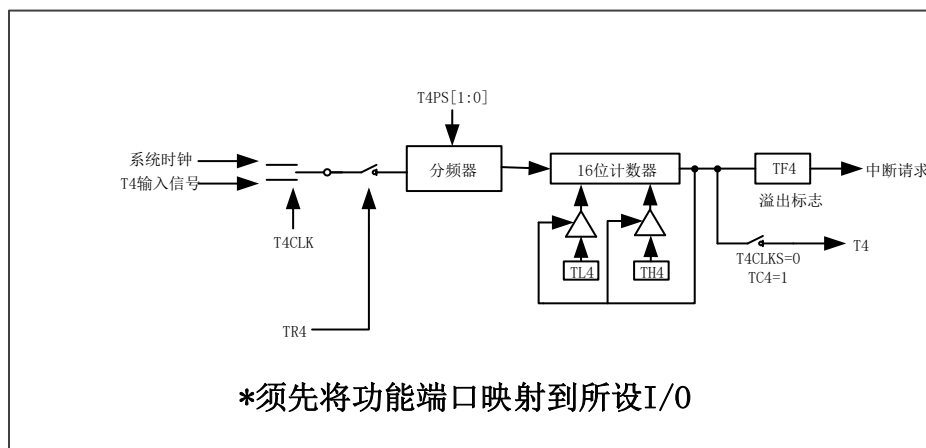 T4PS[1:0]
系统时钟
T4输入信号
分频器
16位计数器
TF4
中断请求
溢出标志
T4CLK
TL4
TH4
T4
T4CLKS=0
TC4=1
TR4
*须先将功能端口映射到所设I/O